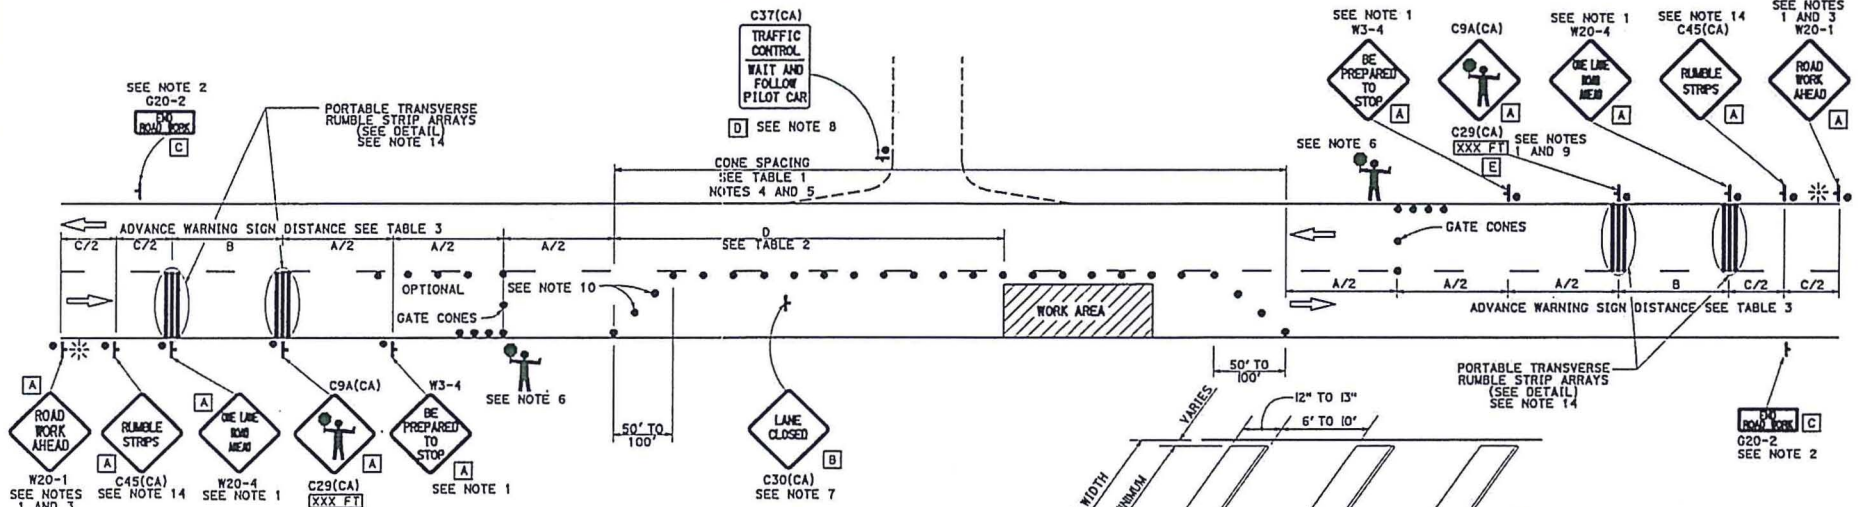 C37(CA)
TRAFFIC
CONTROL
WAIT AND
FOLLOW
PILOT CAR
D SEE NOTE 8
SEE NOTE 2
G20-2
END
ROAD WORK
C
PORTABLE TRANSVERSE
RUMBLE STRIP ARRAYS
(SEE DETAIL)
SEE NOTE 14
CONE SPACING
SEE TABLE 1
NOTES 4 AND 5
SEE NOTE 1
W3-4
BE
PREPARED
TO
STOP
A
C9A(CA)
A
C29(CA)
XXX FT
SEE NOTES
1 AND 9
E
SEE NOTE 1
W20-4
ONE LANE
ROAD
AHEAD
A
SEE NOTE 14
C45(CA)
RUMBLE
STRIPS
A
SEE NOTES
1 AND 3
W20-1
ROAD
WORK
AHEAD
A
SEE NOTE 6
ADVANCE WARNING SIGN DISTANCE SEE TABLE 3
C/2 C/2 B A/2 A/2 A/2
D
SEE TABLE 2
GATE CONES
OPTIONAL
SEE NOTE 10
GATE CONES
WORK AREA
A/2 A/2 A/2 B C/2 C/2
ADVANCE WARNING SIGN DISTANCE SEE TABLE 3
SEE NOTE 6
50' TO
100'
50' TO
100'
PORTABLE TRANSVERSE
RUMBLE STRIP ARRAYS
(SEE DETAIL)
SEE NOTE 14
A
ROAD
WORK
AHEAD
W20-1
SEE NOTES
1 AND 3
RUMBLE
STRIPS
A
C45(CA)
SEE NOTE 14
A
ONE LANE
ROAD
AHEAD
W20-4
SEE NOTE 1
C9A(CA)
A
C29(CA)
XXX FT
W3-4
BE
PREPARED
TO
STOP
A
SEE NOTE 1
LANE
CLOSED
B
C30(CA)
SEE NOTE 7
VARIES
12" TO 13"
6' TO 10'
WIDTH
END
ROAD WORK
C
G20-2
SEE NOTE 2